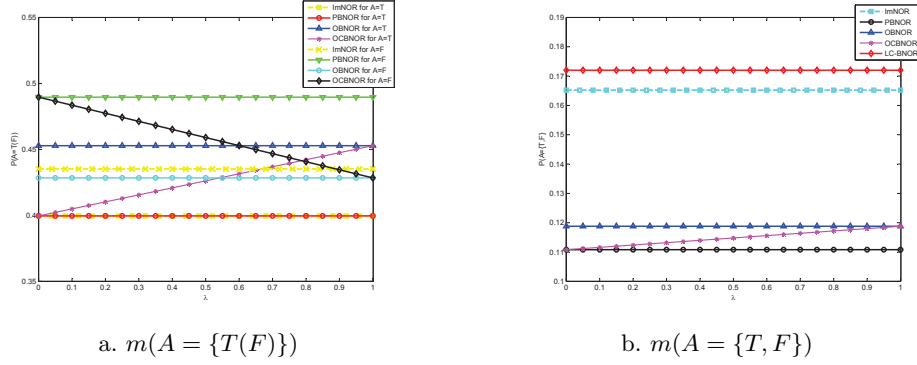 0.55
0.5
0.45
0.4
0.35
P(A=T(F))
0 0.1 0.2 0.3 0.4 0.5 0.6 0.7 0.8 0.9 1
λ
ImNOR for A=T
PBNOR for A=T
OBNOR for A=T
OCBNOR for A=T
ImNOR for A=F
PBNOR for A=F
OBNOR for A=F
OCBNOR for A=F
a. m(A = {T(F)})
0.19
0.18
0.17
0.16
0.15
0.14
0.13
0.12
0.11
0.1
P(A={T,F}
0 0.1 0.2 0.3 0.4 0.5 0.6 0.7 0.8 0.9 1
λ
ImNOR
PBNOR
OBNOR
OCBNOR
LC-BNOR
b. m(A = {T, F})